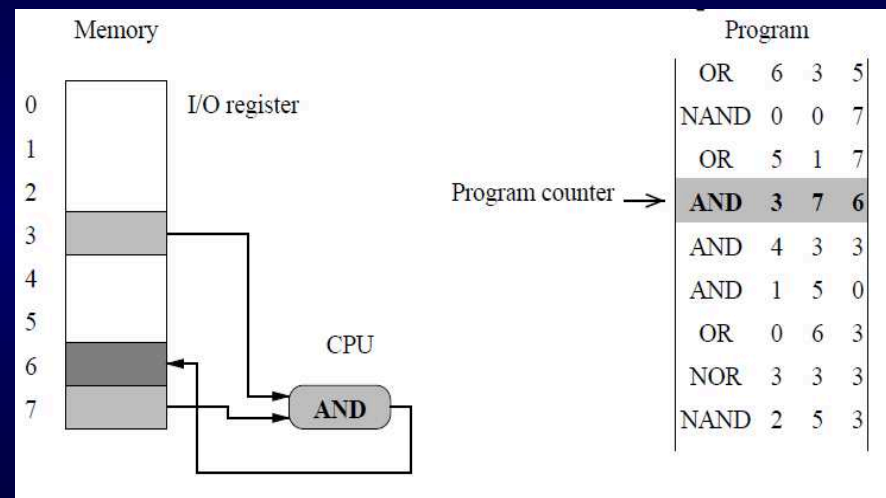 Memory
0
1
2
3
4
5
6
7
I/O register
CPU
AND
Program counter
Program
OR 6 3 5
NAND 0 0 7
OR 5 1 7
AND 3 7 6
AND 4 3 3
AND 1 5 0
OR 0 6 3
NOR 3 3 3
NAND 2 5 3